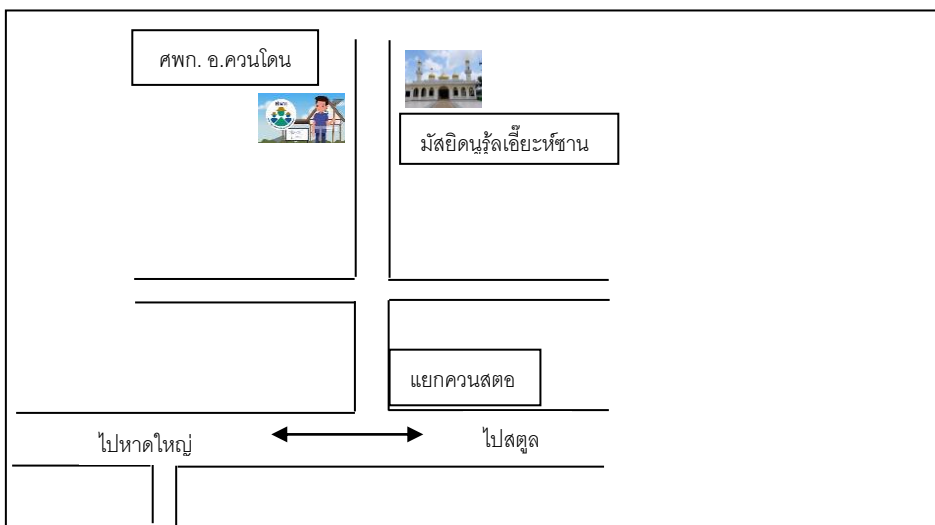 ศพก. อ.ควนโดน
มัสยิดนูรุ้ลเอี๊ยะห์ซาน
แยกควนสตอ
ไปหาดใหญ่
ไปสตูล